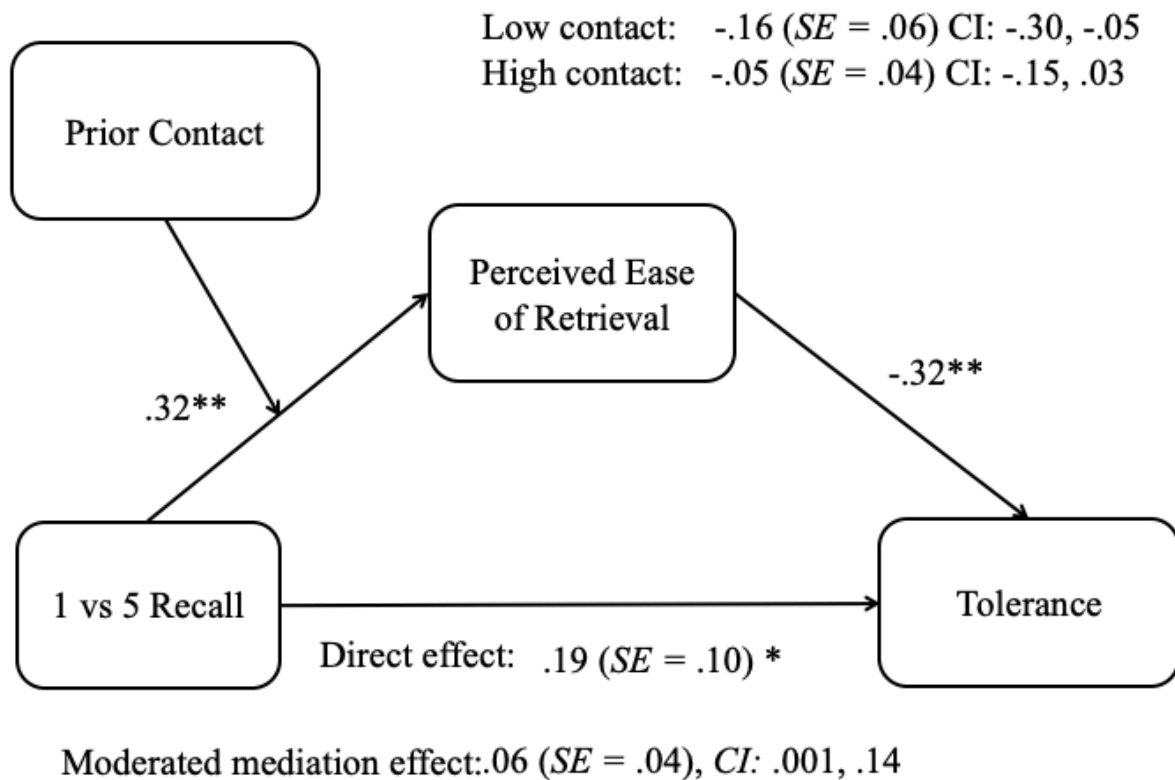 Low contact: -.16 (SE = .06) CI: -.30, -.05
High contact: -.05 (SE = .04) CI: -.15, .03
Prior Contact
Perceived Ease
of Retrieval
.32**
-.32**
1 vs 5 Recall
Tolerance
Direct effect: .19 (SE = .10) *
Moderated mediation effect:.06 (SE = .04), CI: .001, .14